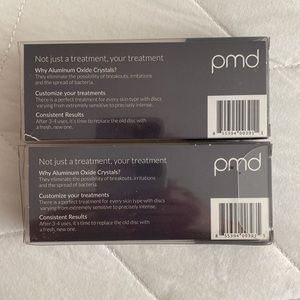 Not just a treatment, your treatment
pmd
Why Aluminum Oxide Crystals?
They eliminate the possibility of breakouts, irritations
and the spread of bacteria.
Customize your treatments
There is a perfect treatment for every skin type with discs
varying from extremely sensitive to precisely intense.
Consistent Results
After 3-4 uses, it's time to replace the old disc with
a fresh, new one.
Not just a treatment, your treatment
pmd
Why Aluminum Oxide Crystals?
They eliminate the possibility of breakouts, irritations
and the spread of bacteria.
Customize your treatments
There is a perfect treatment for every skin type with discs
varying from extremely sensitive to precisely intense.
Consistent Results
After 3-4 uses, it's time to replace the old disc with
a fresh, new one.